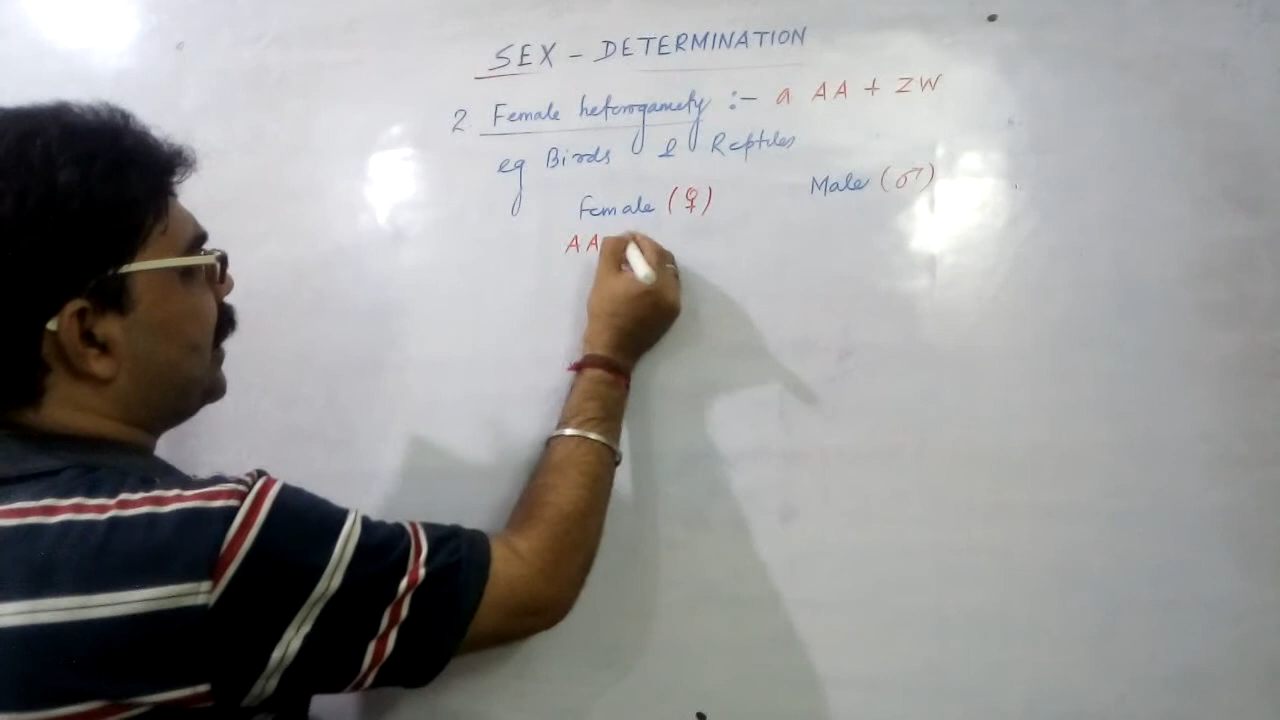 SEX - DETERMINATION
2 Female heterogamety :- a AA + ZW
eg Birds & Reptiles
Female (♀) Male (♂)
AA